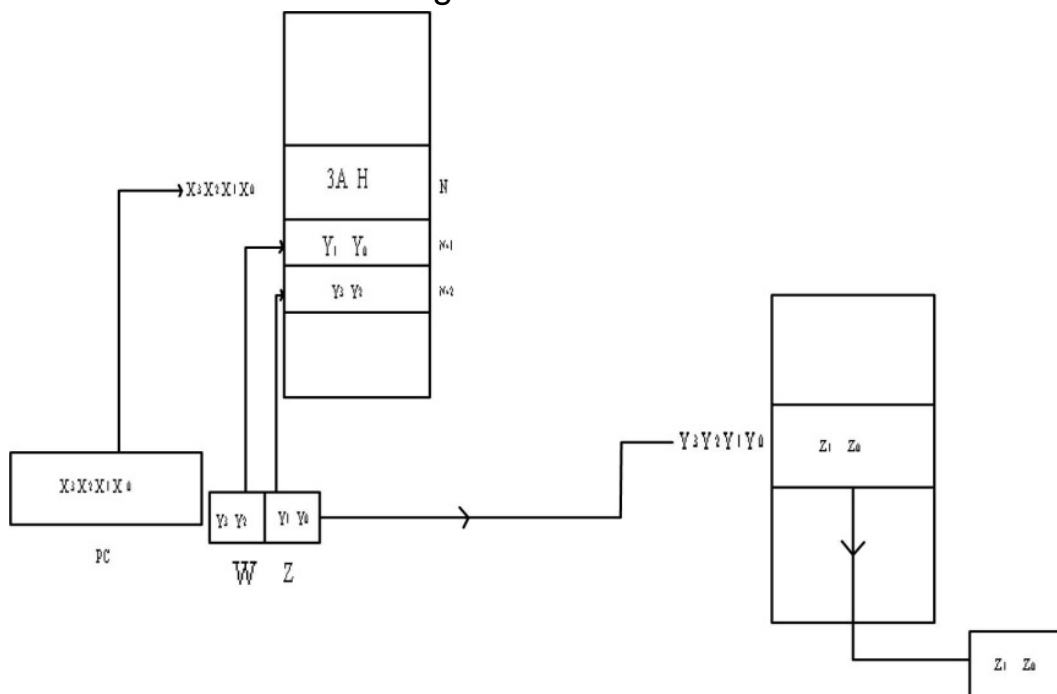 g
3A H
N
X3X2X1X0
Y1 Y0
N+1
Y3 Y2
N+2
Y3Y2Y1Y0
Z1 Z0
X3X2X1X0
Y3 Y2
Y1 Y0
PC
W Z
Z1 Z0